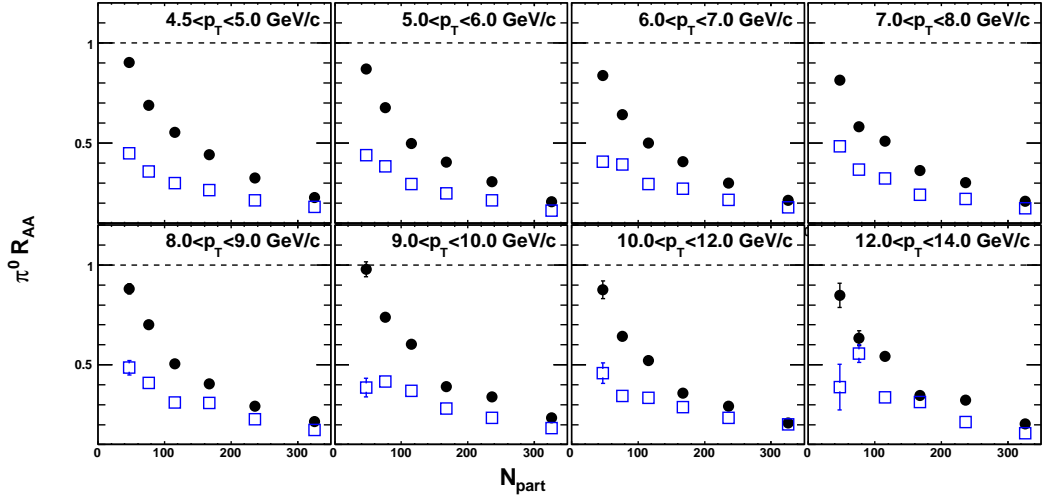 4.5<p_T<5.0 GeV/c
5.0<p_T<6.0 GeV/c
6.0<p_T<7.0 GeV/c
7.0<p_T<8.0 GeV/c
1
0.5
8.0<p_T<9.0 GeV/c
9.0<p_T<10.0 GeV/c
10.0<p_T<12.0 GeV/c
12.0<p_T<14.0 GeV/c
1
0.5
π⁰ R_AA
0 100 200 300
0 100 200 300
0 100 200 300
0 100 200 300
N_part